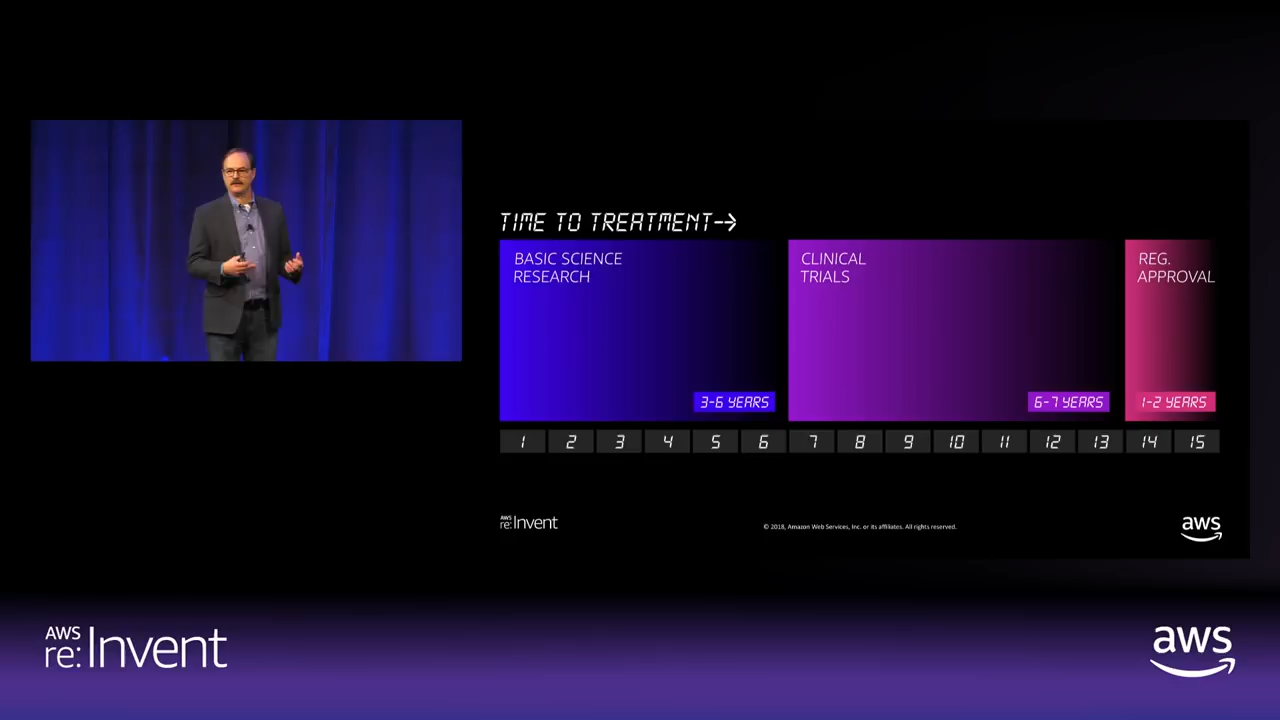 TIME TO TREATMENT→
BASIC SCIENCE
RESEARCH
3-6 YEARS
CLINICAL
TRIALS
6-7 YEARS
REG.
APPROVAL
1-2 YEARS
1 2 3 4 5 6 7 8 9 10 11 12 13 14 15
AWS
re:Invent
© 2018, Amazon Web Services, Inc. or its affiliates. All rights reserved.
aws
AWS
re:Invent
aws